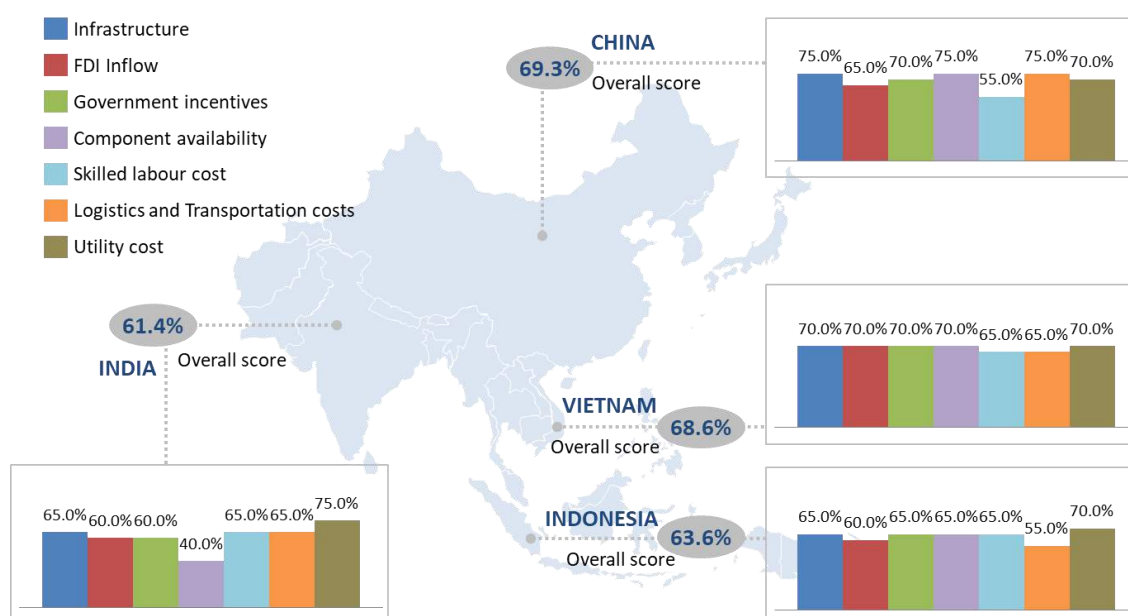 Infrastructure
FDI Inflow
Government incentives
Component availability
Skilled labour cost
Logistics and Transportation costs
Utility cost
CHINA
69.3%
Overall score
75.0%
65.0%
70.0%
75.0%
55.0%
75.0%
70.0%
61.4%
Overall score
INDIA
65.0%
60.0%
60.0%
40.0%
65.0%
65.0%
75.0%
VIETNAM
68.6%
Overall score
70.0%
70.0%
70.0%
70.0%
65.0%
65.0%
70.0%
INDONESIA
63.6%
Overall score
65.0%
60.0%
65.0%
65.0%
65.0%
55.0%
70.0%